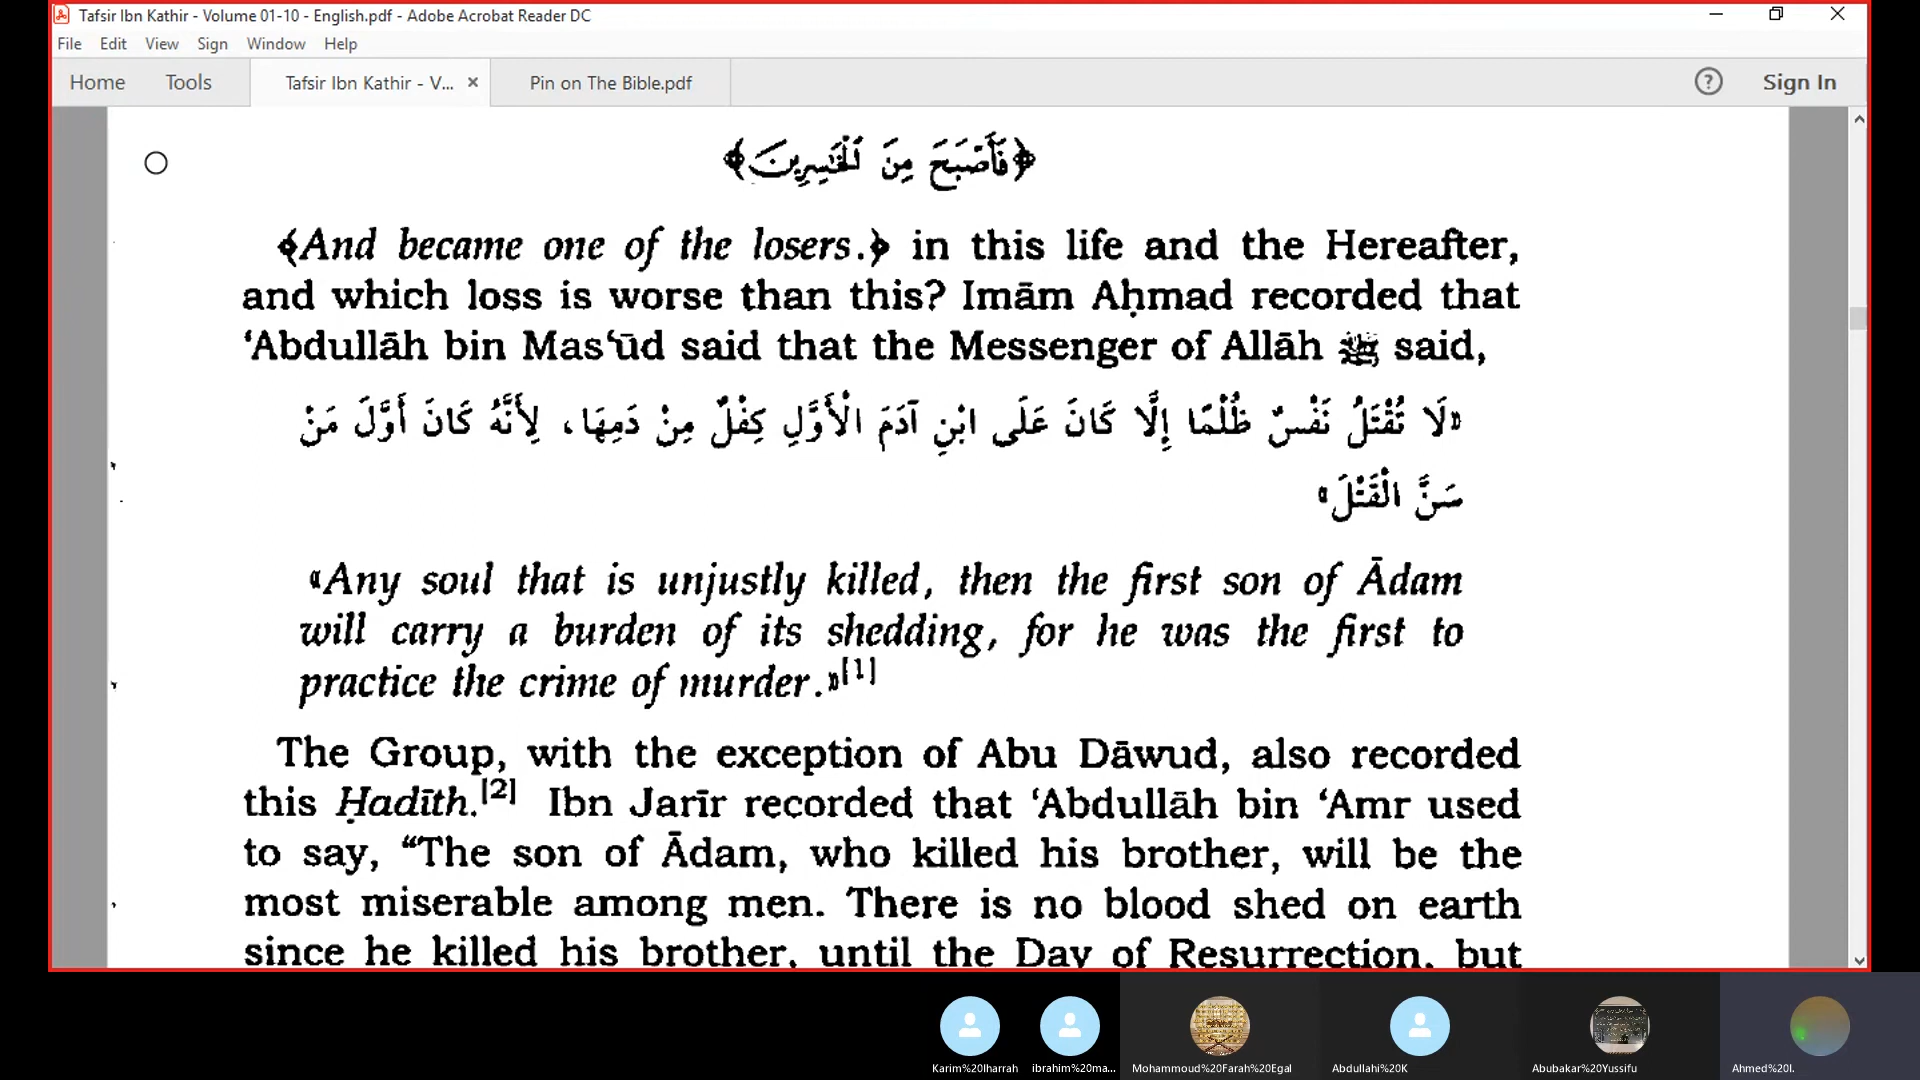 Tafsir Ibn Kathir - Volume 01-10 - English.pdf - Adobe Acrobat Reader DC
File Edit View Sign Window Help
Home Tools Tafsir Ibn Kathir - V... × Pin on The Bible.pdf ? Sign In
﴿فَأَصْبَحَ مِنَ ٱلْخَٰسِرِينَ﴾
﴾And became one of the losers.﴿ in this life and the Hereafter,
and which loss is worse than this? Imām Aḥmad recorded that
‘Abdullāh bin Mas‘ūd said that the Messenger of Allāh ﷺ said,
«لَا تُقْتَلُ نَفْسٌ ظُلْمًا إِلَّا كَانَ عَلَى ابْنِ آدَمَ الْأَوَّلِ كِفْلٌ مِنْ دَمِهَا، لِأَنَّهُ كَانَ أَوَّلَ مَنْ
سَنَّ الْقَتْلَ»
«Any soul that is unjustly killed, then the first son of Ādam
will carry a burden of its shedding, for he was the first to
practice the crime of murder.»[1]
The Group, with the exception of Abu Dāwud, also recorded
this Ḥadīth.[2] Ibn Jarīr recorded that ‘Abdullāh bin ‘Amr used
to say, “The son of Ādam, who killed his brother, will be the
most miserable among men. There is no blood shed on earth
since he killed his brother, until the Day of Resurrection, but
Karim%20Iharrah ibrahim%20ma... Mohammoud%20Farah%20Egal Abdullahi%20K Abubakar%20Yussifu Ahmed%20I.